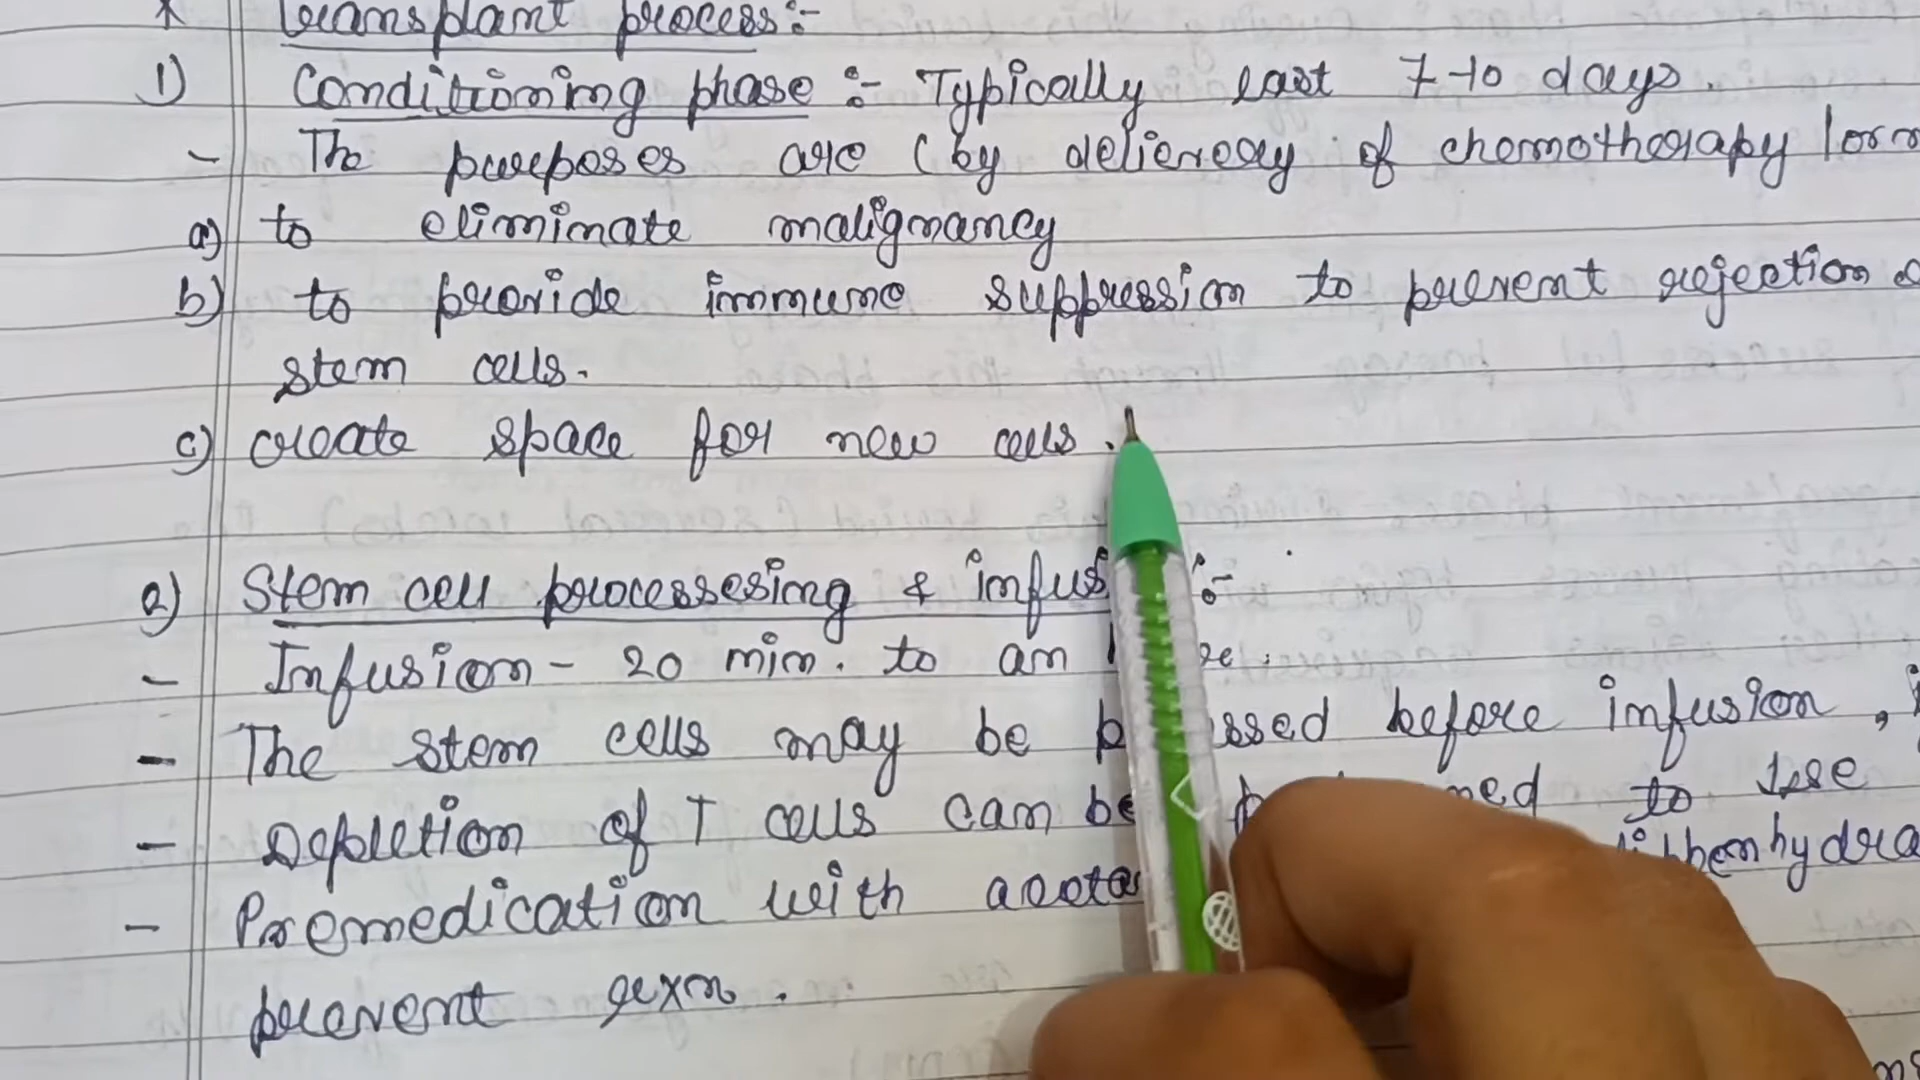 * transplant process:-
1) Conditioning phase :- Typically last 7-10 days.
- The purposes are (by delievery of chemotherapy /or
a) to eliminate malignancy
b) to provide immune suppression to prevent rejection
stem cells.
c) create space for new cells.
2) Stem cell processesing & infus :-
- Infusion - 20 min. to an
- The stem cells may be before infusion,
- Depletion of T cells can be to
- Premedication with
prevent rxn.